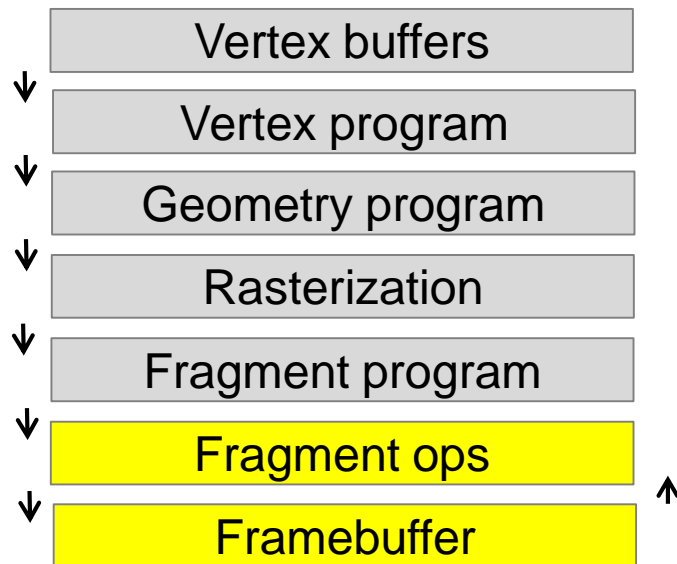 Vertex buffers
Vertex program
Geometry program
Rasterization
Fragment program
Fragment ops
Framebuffer